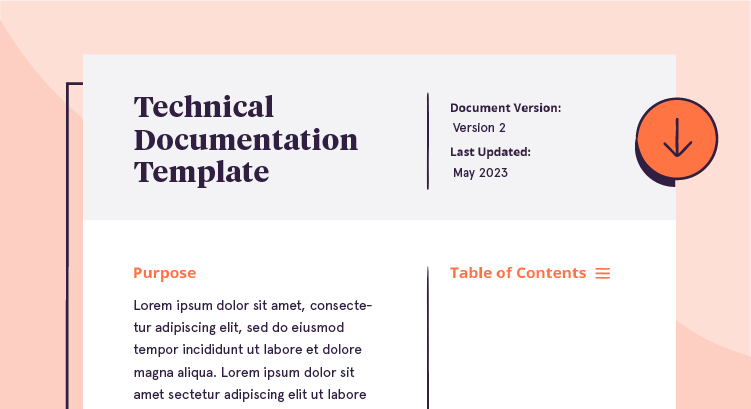 Technical
Documentation
Template
Document Version:
Version 2
Last Updated:
May 2023
Purpose
Lorem ipsum dolor sit amet, consecte-
tur adipiscing elit, sed do eiusmod
tempor incididunt ut labore et dolore
magna aliqua. Lorem ipsum dolor sit
amet sectetur adipiscing elit ut labore
Table of Contents